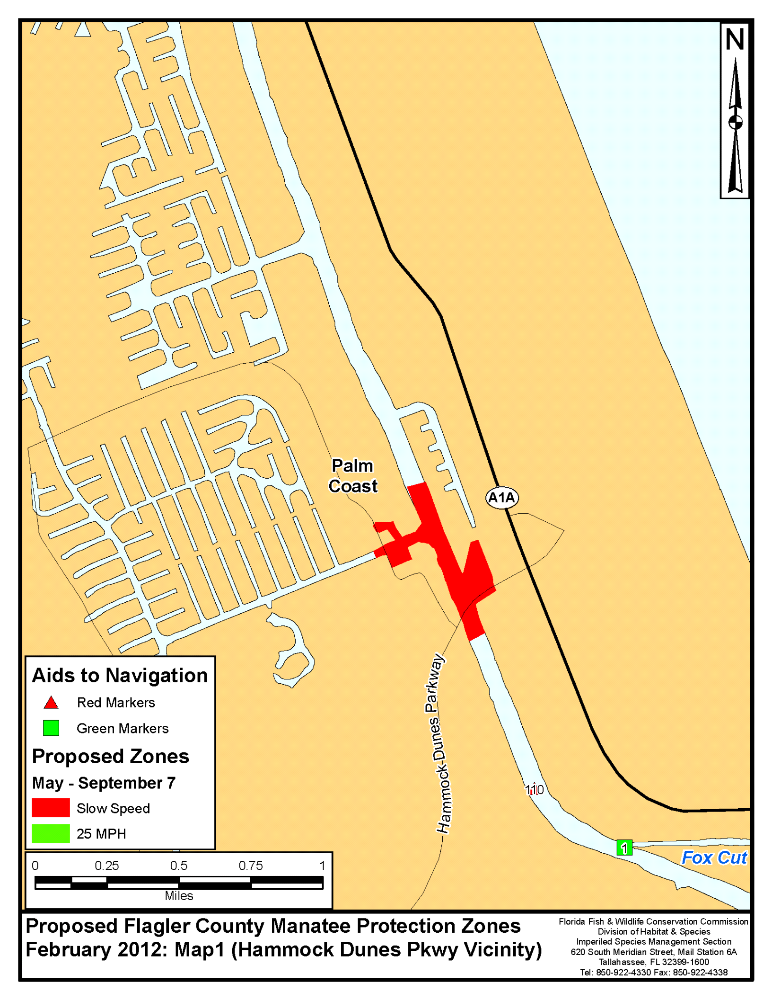 N
Palm
Coast
A1A
Hammock Dunes Parkway
110
1
Fox Cut
Aids to Navigation
Red Markers
Green Markers
Proposed Zones
May - September 7
Slow Speed
25 MPH
0 0.25 0.5 0.75 1
Miles
Proposed Flagler County Manatee Protection Zones
February 2012: Map1 (Hammock Dunes Pkwy Vicinity)
Florida Fish & Wildlife Conservation Commission
Division of Habitat & Species
Imperiled Species Management Section
620 South Meridian Street, Mail Station 6A
Tallahassee, FL 32399-1600
Tel: 850-922-4330 Fax: 850-922-4338